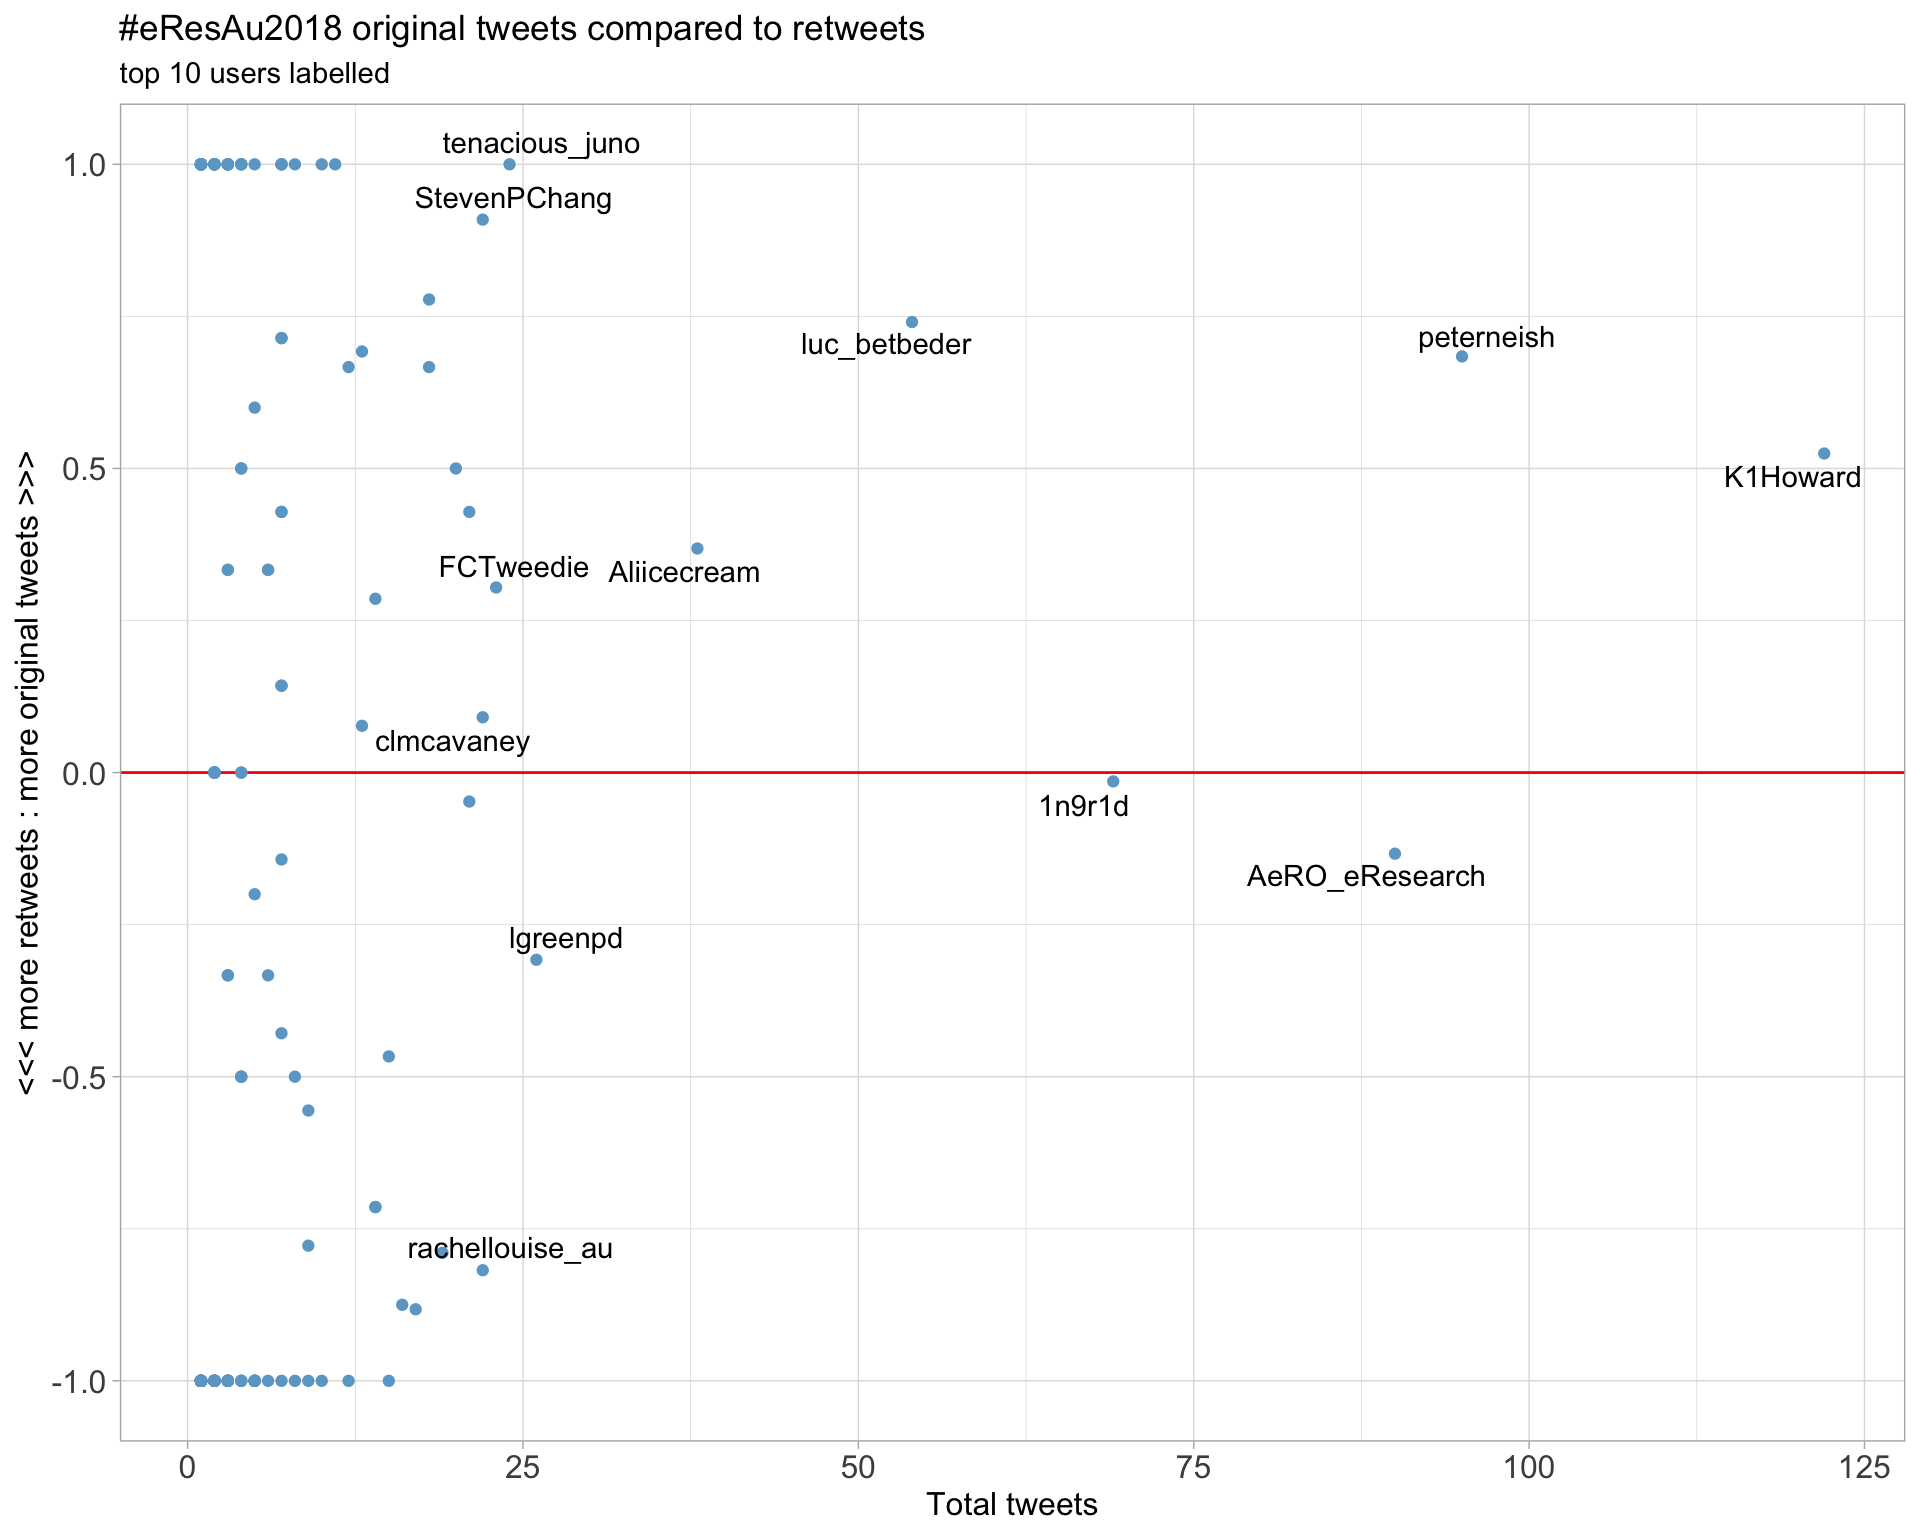 #eResAu2018 original tweets compared to retweets
top 10 users labelled
<<< more retweets : more original tweets >>>
1.0
0.5
0.0
-0.5
-1.0
tenacious_juno
StevenPChang
luc_betbeder
peterneish
K1Howard
FCTweedie
Aliicecream
clmcavaney
1n9r1d
AeRO_eResearch
lgreenpd
rachellouise_au
0 25 50 75 100 125
Total tweets